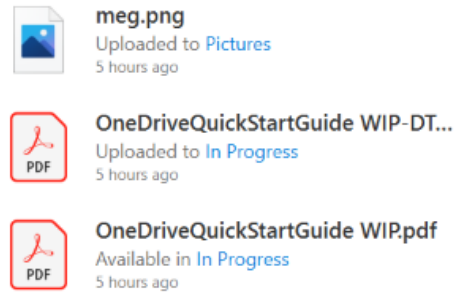 meg.png
Uploaded to Pictures
5 hours ago
OneDriveQuickStartGuide WIP-DT...
PDF
Uploaded to In Progress
5 hours ago
OneDriveQuickStartGuide WIP.pdf
PDF
Available in In Progress
5 hours ago